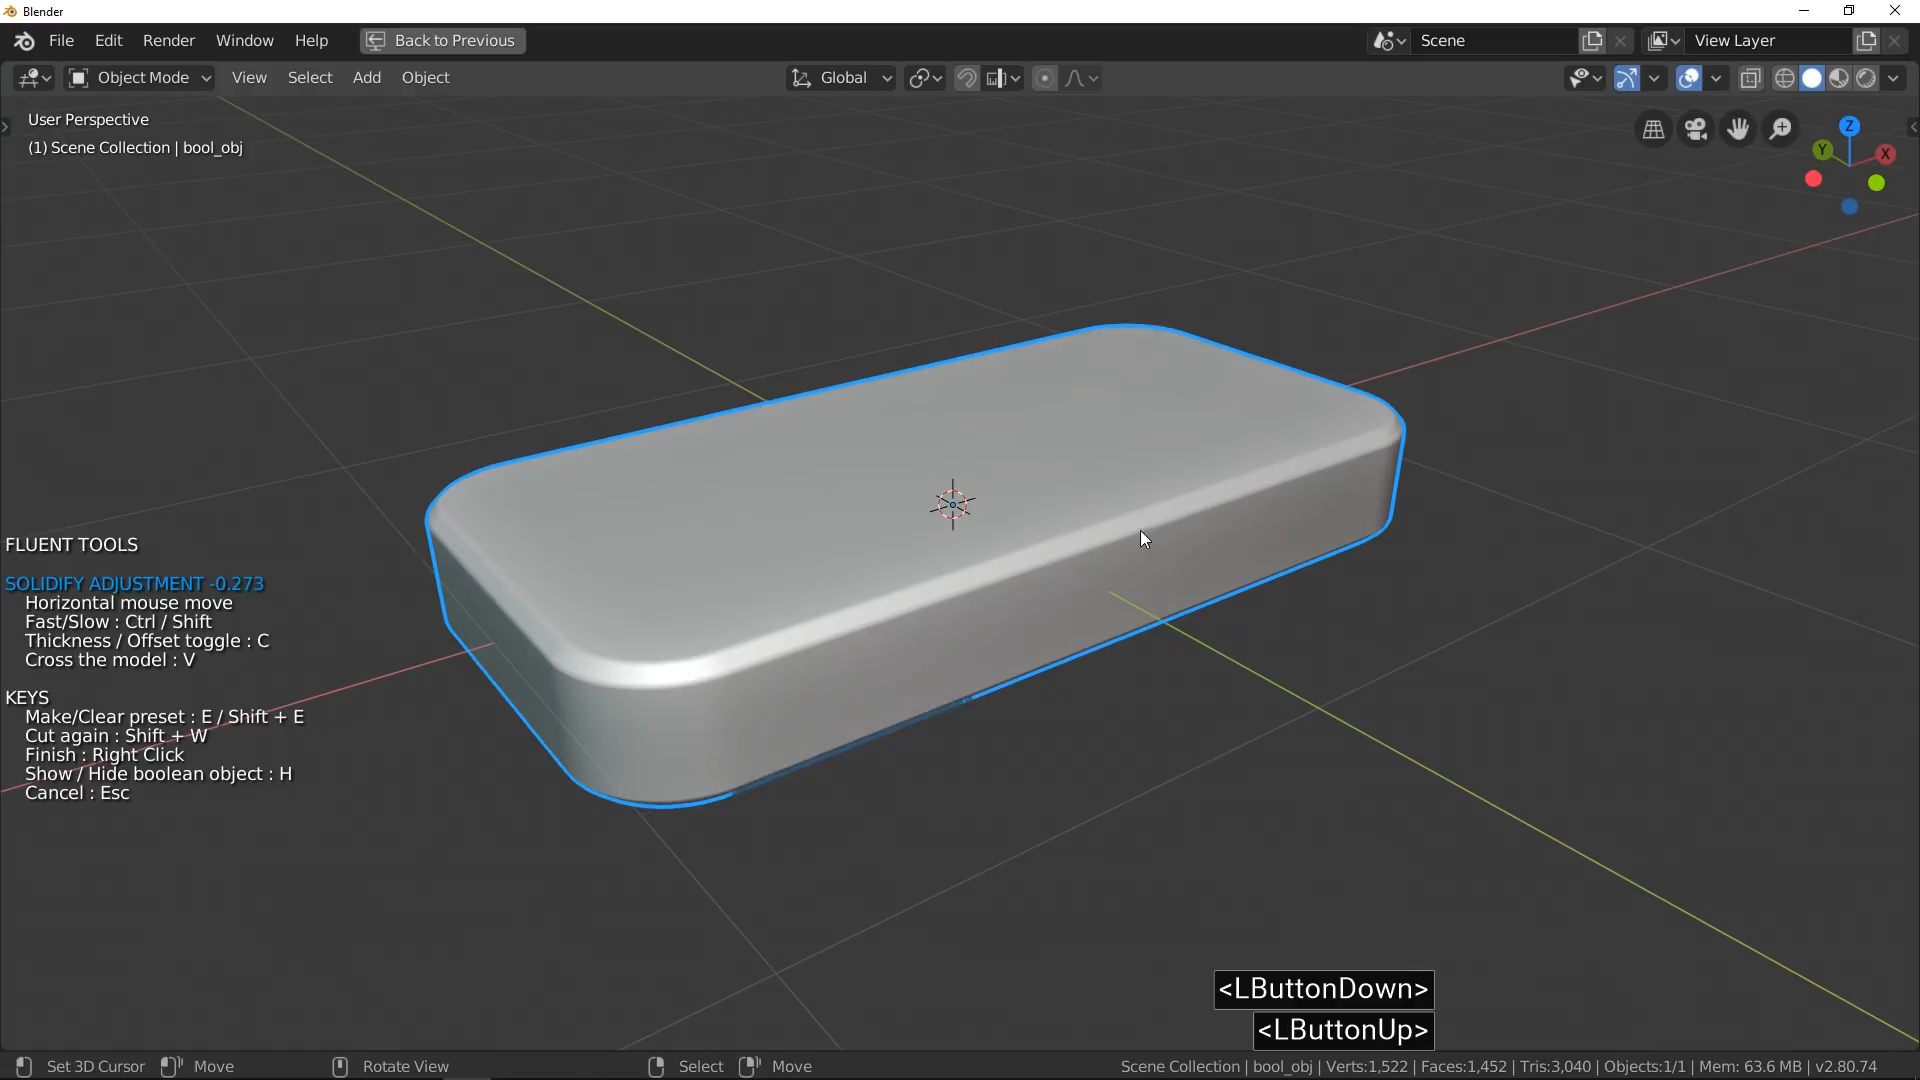 Blender
File Edit Render Window Help Back to Previous Scene View Layer
Object Mode View Select Add Object Global
User Perspective
(1) Scene Collection | bool_obj
Z
Y
X
FLUENT TOOLS
SOLIDIFY ADJUSTMENT -0.273
Horizontal mouse move
Fast/Slow : Ctrl / Shift
Thickness / Offset toggle : C
Cross the model : V
KEYS
Make/Clear preset : E / Shift + E
Cut again : Shift + W
Finish : Right Click
Show / Hide boolean object : H
Cancel : Esc
<LButtonDown>
<LButtonUp>
Set 3D Cursor Move Rotate View Select Move Scene Collection | bool_obj | Verts:1,522 | Faces:1,452 | Tris:3,040 | Objects:1/1 | Mem: 63.6 MB | v2.80.74